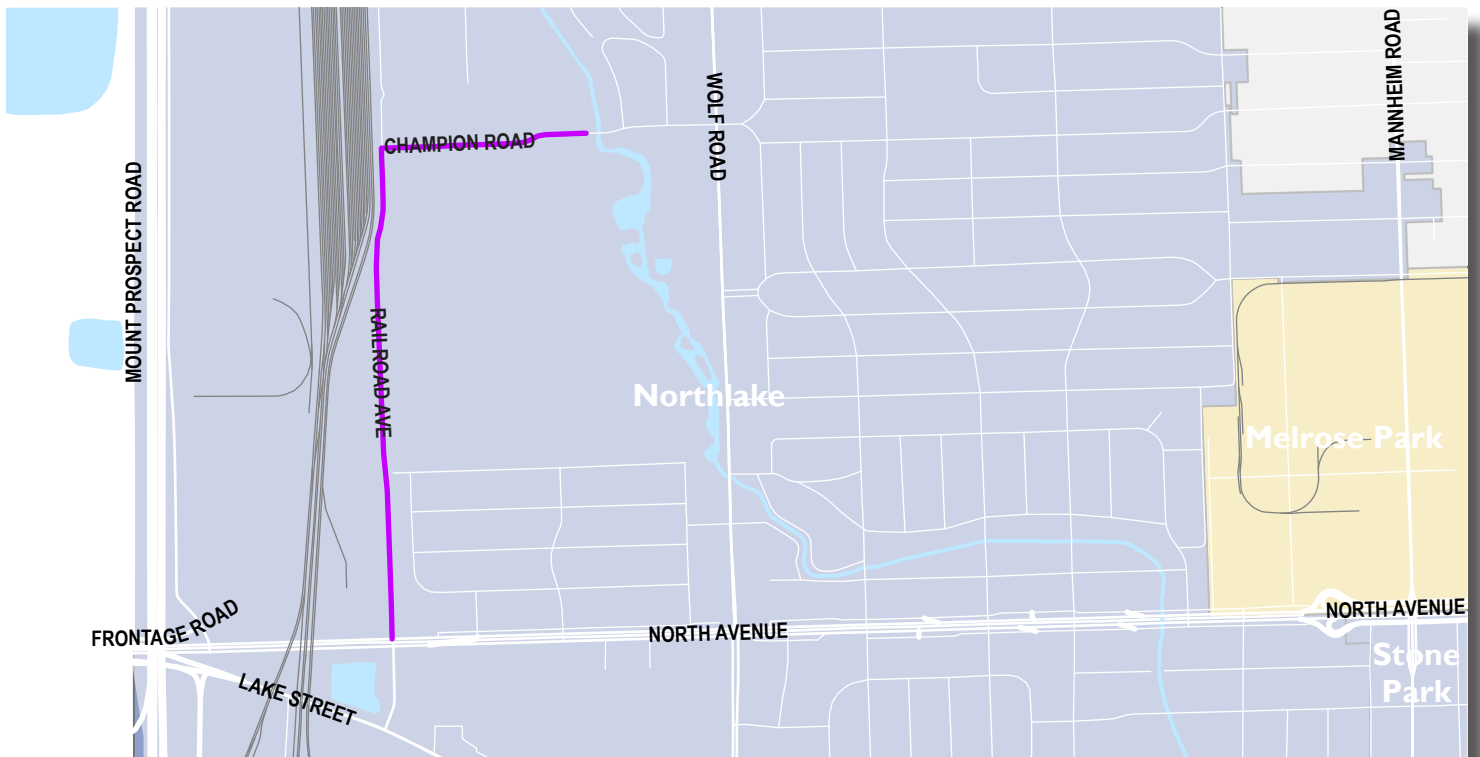 MANNHEIM ROAD
WOLF ROAD
CHAMPION ROAD
MOUNT PROSPECT ROAD
RAILROAD AVE
Northlake
Melrose Park
NORTH AVENUE
FRONTAGE ROAD
NORTH AVENUE
Stone
Park
LAKE STREET